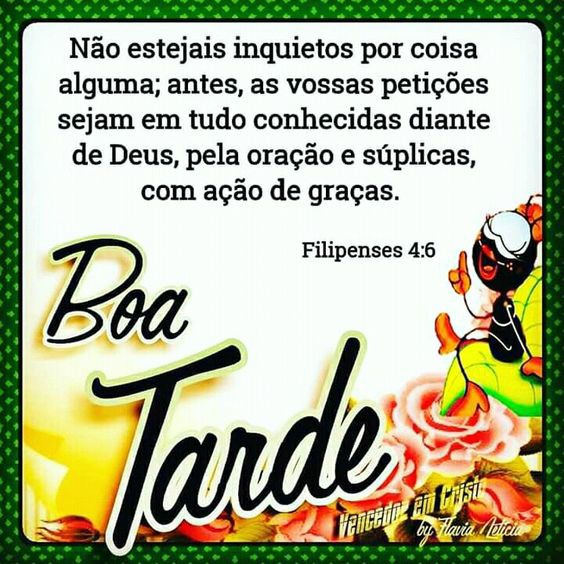 Não estejais inquietos por coisa
alguma; antes, as vossas petições
sejam em tudo conhecidas diante
de Deus, pela oração e súplicas,
com ação de graças.
Filipenses 4:6
Boa
Tarde
Vencedor em Cristo
by Flavia Letícia